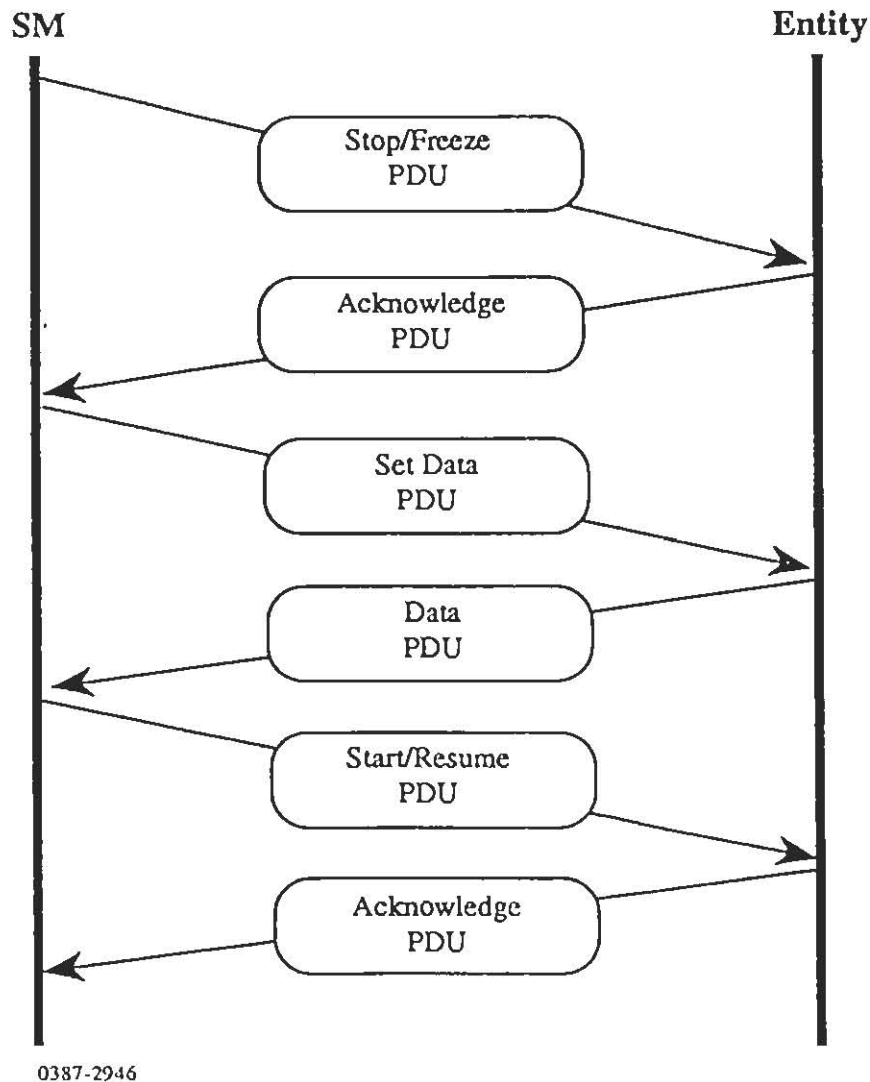 SM
Entity
Stop/Freeze
PDU
Acknowledge
PDU
Set Data
PDU
Data
PDU
Start/Resume
PDU
Acknowledge
PDU
0387-2946